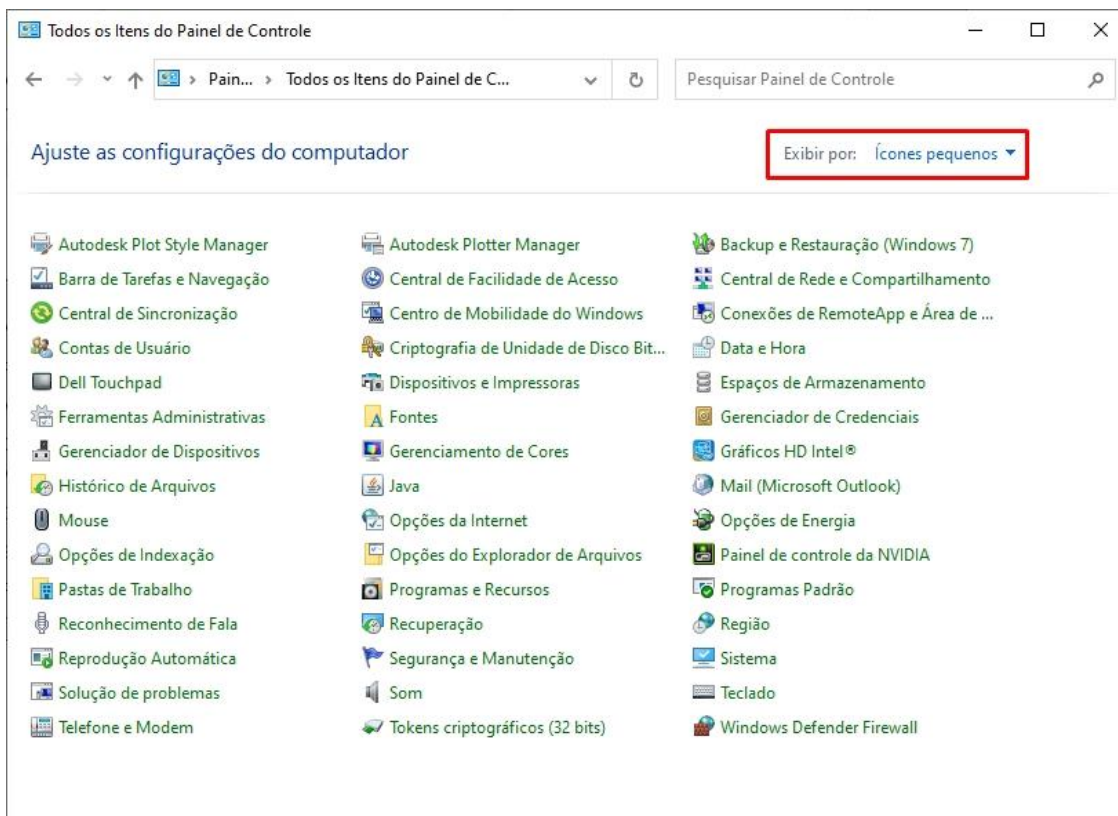 Todos os Itens do Painel de Controle
Pain... > Todos os Itens do Painel de C...
Pesquisar Painel de Controle
Ajuste as configurações do computador
Exibir por: Ícones pequenos
Autodesk Plot Style Manager
Autodesk Plotter Manager
Backup e Restauração (Windows 7)
Barra de Tarefas e Navegação
Central de Facilidade de Acesso
Central de Rede e Compartilhamento
Central de Sincronização
Centro de Mobilidade do Windows
Conexões de RemoteApp e Área de ...
Contas de Usuário
Criptografia de Unidade de Disco Bit...
Data e Hora
Dell Touchpad
Dispositivos e Impressoras
Espaços de Armazenamento
Ferramentas Administrativas
Fontes
Gerenciador de Credenciais
Gerenciador de Dispositivos
Gerenciamento de Cores
Gráficos HD Intel®
Histórico de Arquivos
Java
Mail (Microsoft Outlook)
Mouse
Opções da Internet
Opções de Energia
Opções de Indexação
Opções do Explorador de Arquivos
Painel de controle da NVIDIA
Pastas de Trabalho
Programas e Recursos
Programas Padrão
Reconhecimento de Fala
Recuperação
Região
Reprodução Automática
Segurança e Manutenção
Sistema
Solução de problemas
Som
Teclado
Telefone e Modem
Tokens criptográficos (32 bits)
Windows Defender Firewall